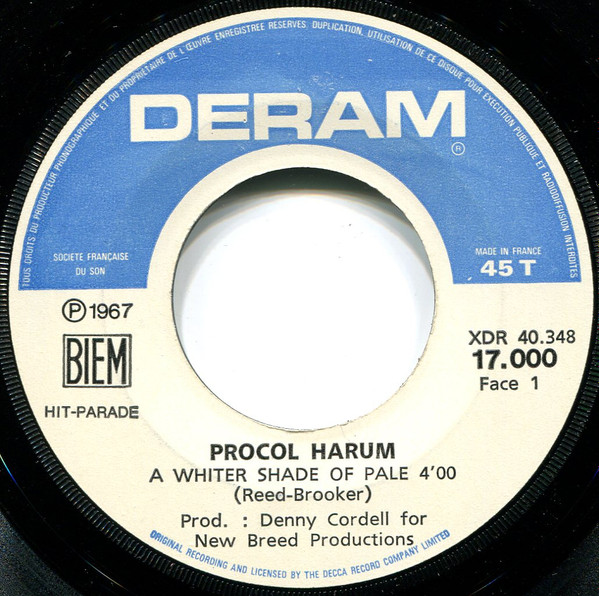 TOUS DROITS DU PRODUCTEUR PHONOGRAPHIQUE ET DU PROPRIÉTAIRE DE L'ŒUVRE ENREGISTRÉE RÉSERVÉS. DUPLICATION, UTILISATION DE CE DISQUE POUR EXÉCUTION PUBLIQUE ET RADIODIFFUSION INTERDITES
DERAM
®
SOCIÉTÉ FRANÇAISE
DU SON
MADE IN FRANCE
45 T
Ⓟ 1967
BIEM
HIT-PARADE
XDR 40.348
17.000
Face 1
PROCOL HARUM
A WHITER SHADE OF PALE 4'00
(Reed-Brooker)
Prod. : Denny Cordell for
New Breed Productions
ORIGINAL RECORDING AND LICENSED BY THE DECCA RECORD COMPANY LIMITED